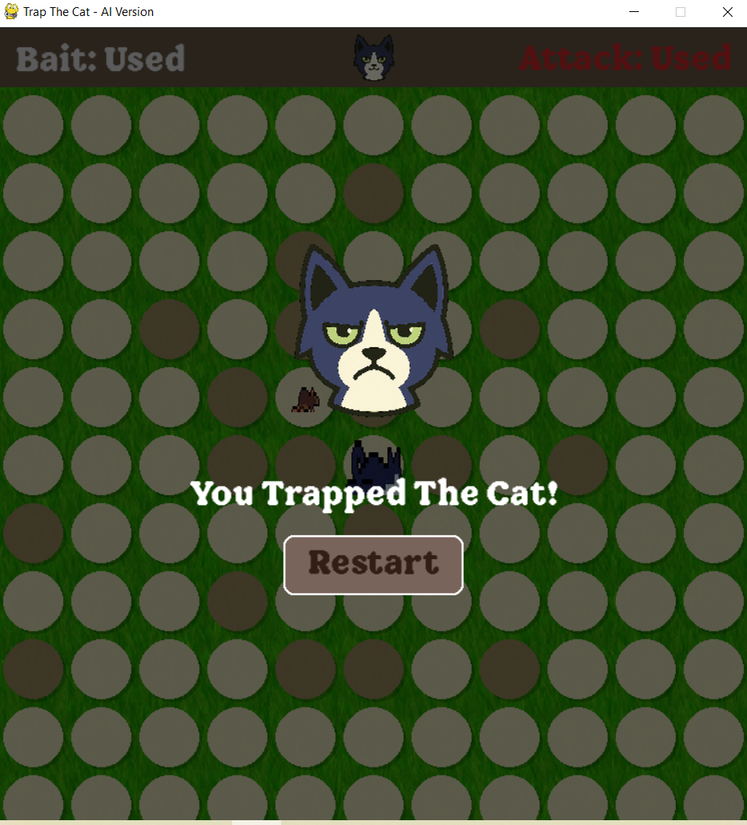 Trap The Cat - AI Version
Bait: Used
Attack: Used
You Trapped The Cat!
Restart